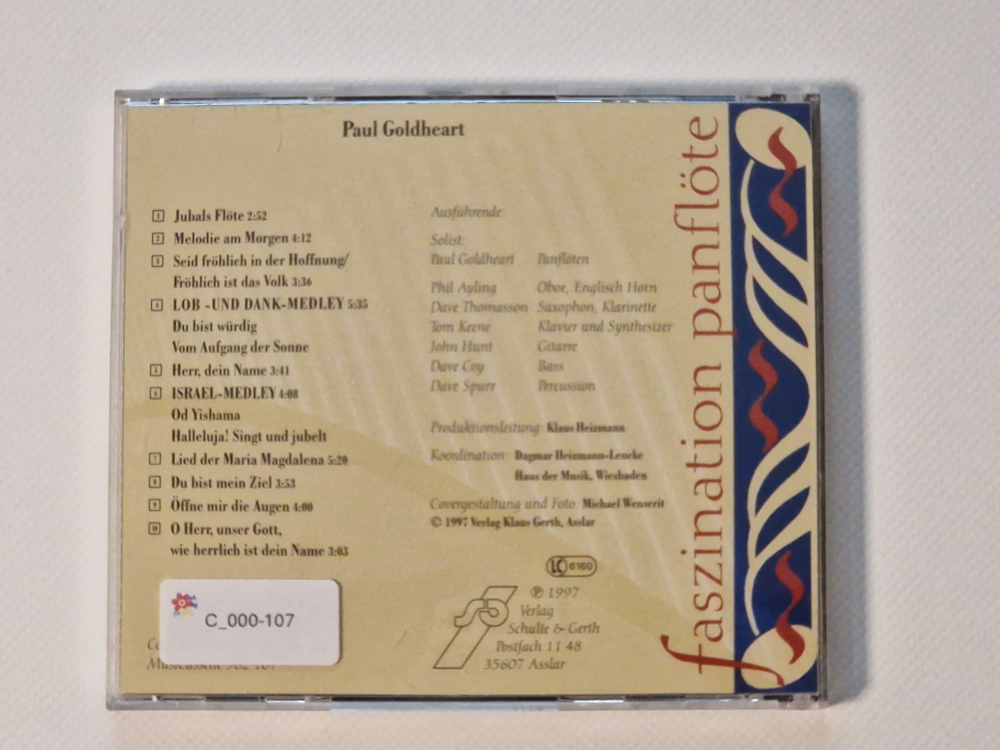 Paul Goldheart
1 Jubals Flöte 2:52
2 Melodie am Morgen 4:12
3 Seid fröhlich in der Hoffnung/
Fröhlich ist das Volk 3:36
4 LOB -UND DANK-MEDLEY 5:35
Du bist würdig
Vom Aufgang der Sonne
5 Herr, dein Name 3:41
6 ISRAEL-MEDLEY 4:08
Od Yishama
Halleluja! Singt und jubelt
7 Lied der Maria Magdalena 5:20
8 Du bist mein Ziel 3:53
9 Öffne mir die Augen 4:00
10 O Herr, unser Gott,
wie herrlich ist dein Name 3:03
C_000-107
Ausführende:
Solist:
Paul Goldheart Panflöten
Phil Ayling Oboe, Englisch Horn
Dave Thomasson Saxophon, Klarinette
Tom Keene Klavier und Synthesizer
John Hunt Gitarre
Dave Coy Bass
Dave Spurr Percussion
Produktionsleitung: Klaus Heizmann
Koordination: Dagmar Heizmann-Leucke
Haus der Musik, Wiesbaden
Covergestaltung und Foto: Michael Wenserit
© 1997 Verlag Klaus Gerth, Asslar
LC 6160
℗ 1997
Verlag
Schulte & Gerth
Postfach 11 48
35607 Asslar
faszination panflöte